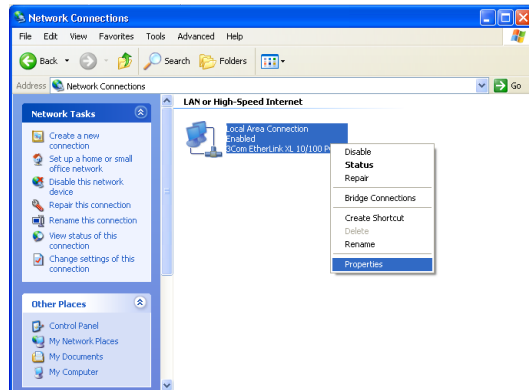 Network Connections
File Edit View Favorites Tools Advanced Help
Back Search Folders
Address Network Connections Go
Network Tasks
Create a new
connection
Set up a home or small
office network
Disable this network
device
Repair this connection
Rename this connection
View status of this
connection
Change settings of this
connection
Other Places
Control Panel
My Network Places
My Documents
My Computer
LAN or High-Speed Internet
Local Area Connection
Enabled
3Com EtherLink XL 10/100 P
Disable
Status
Repair
Bridge Connections
Create Shortcut
Delete
Rename
Properties